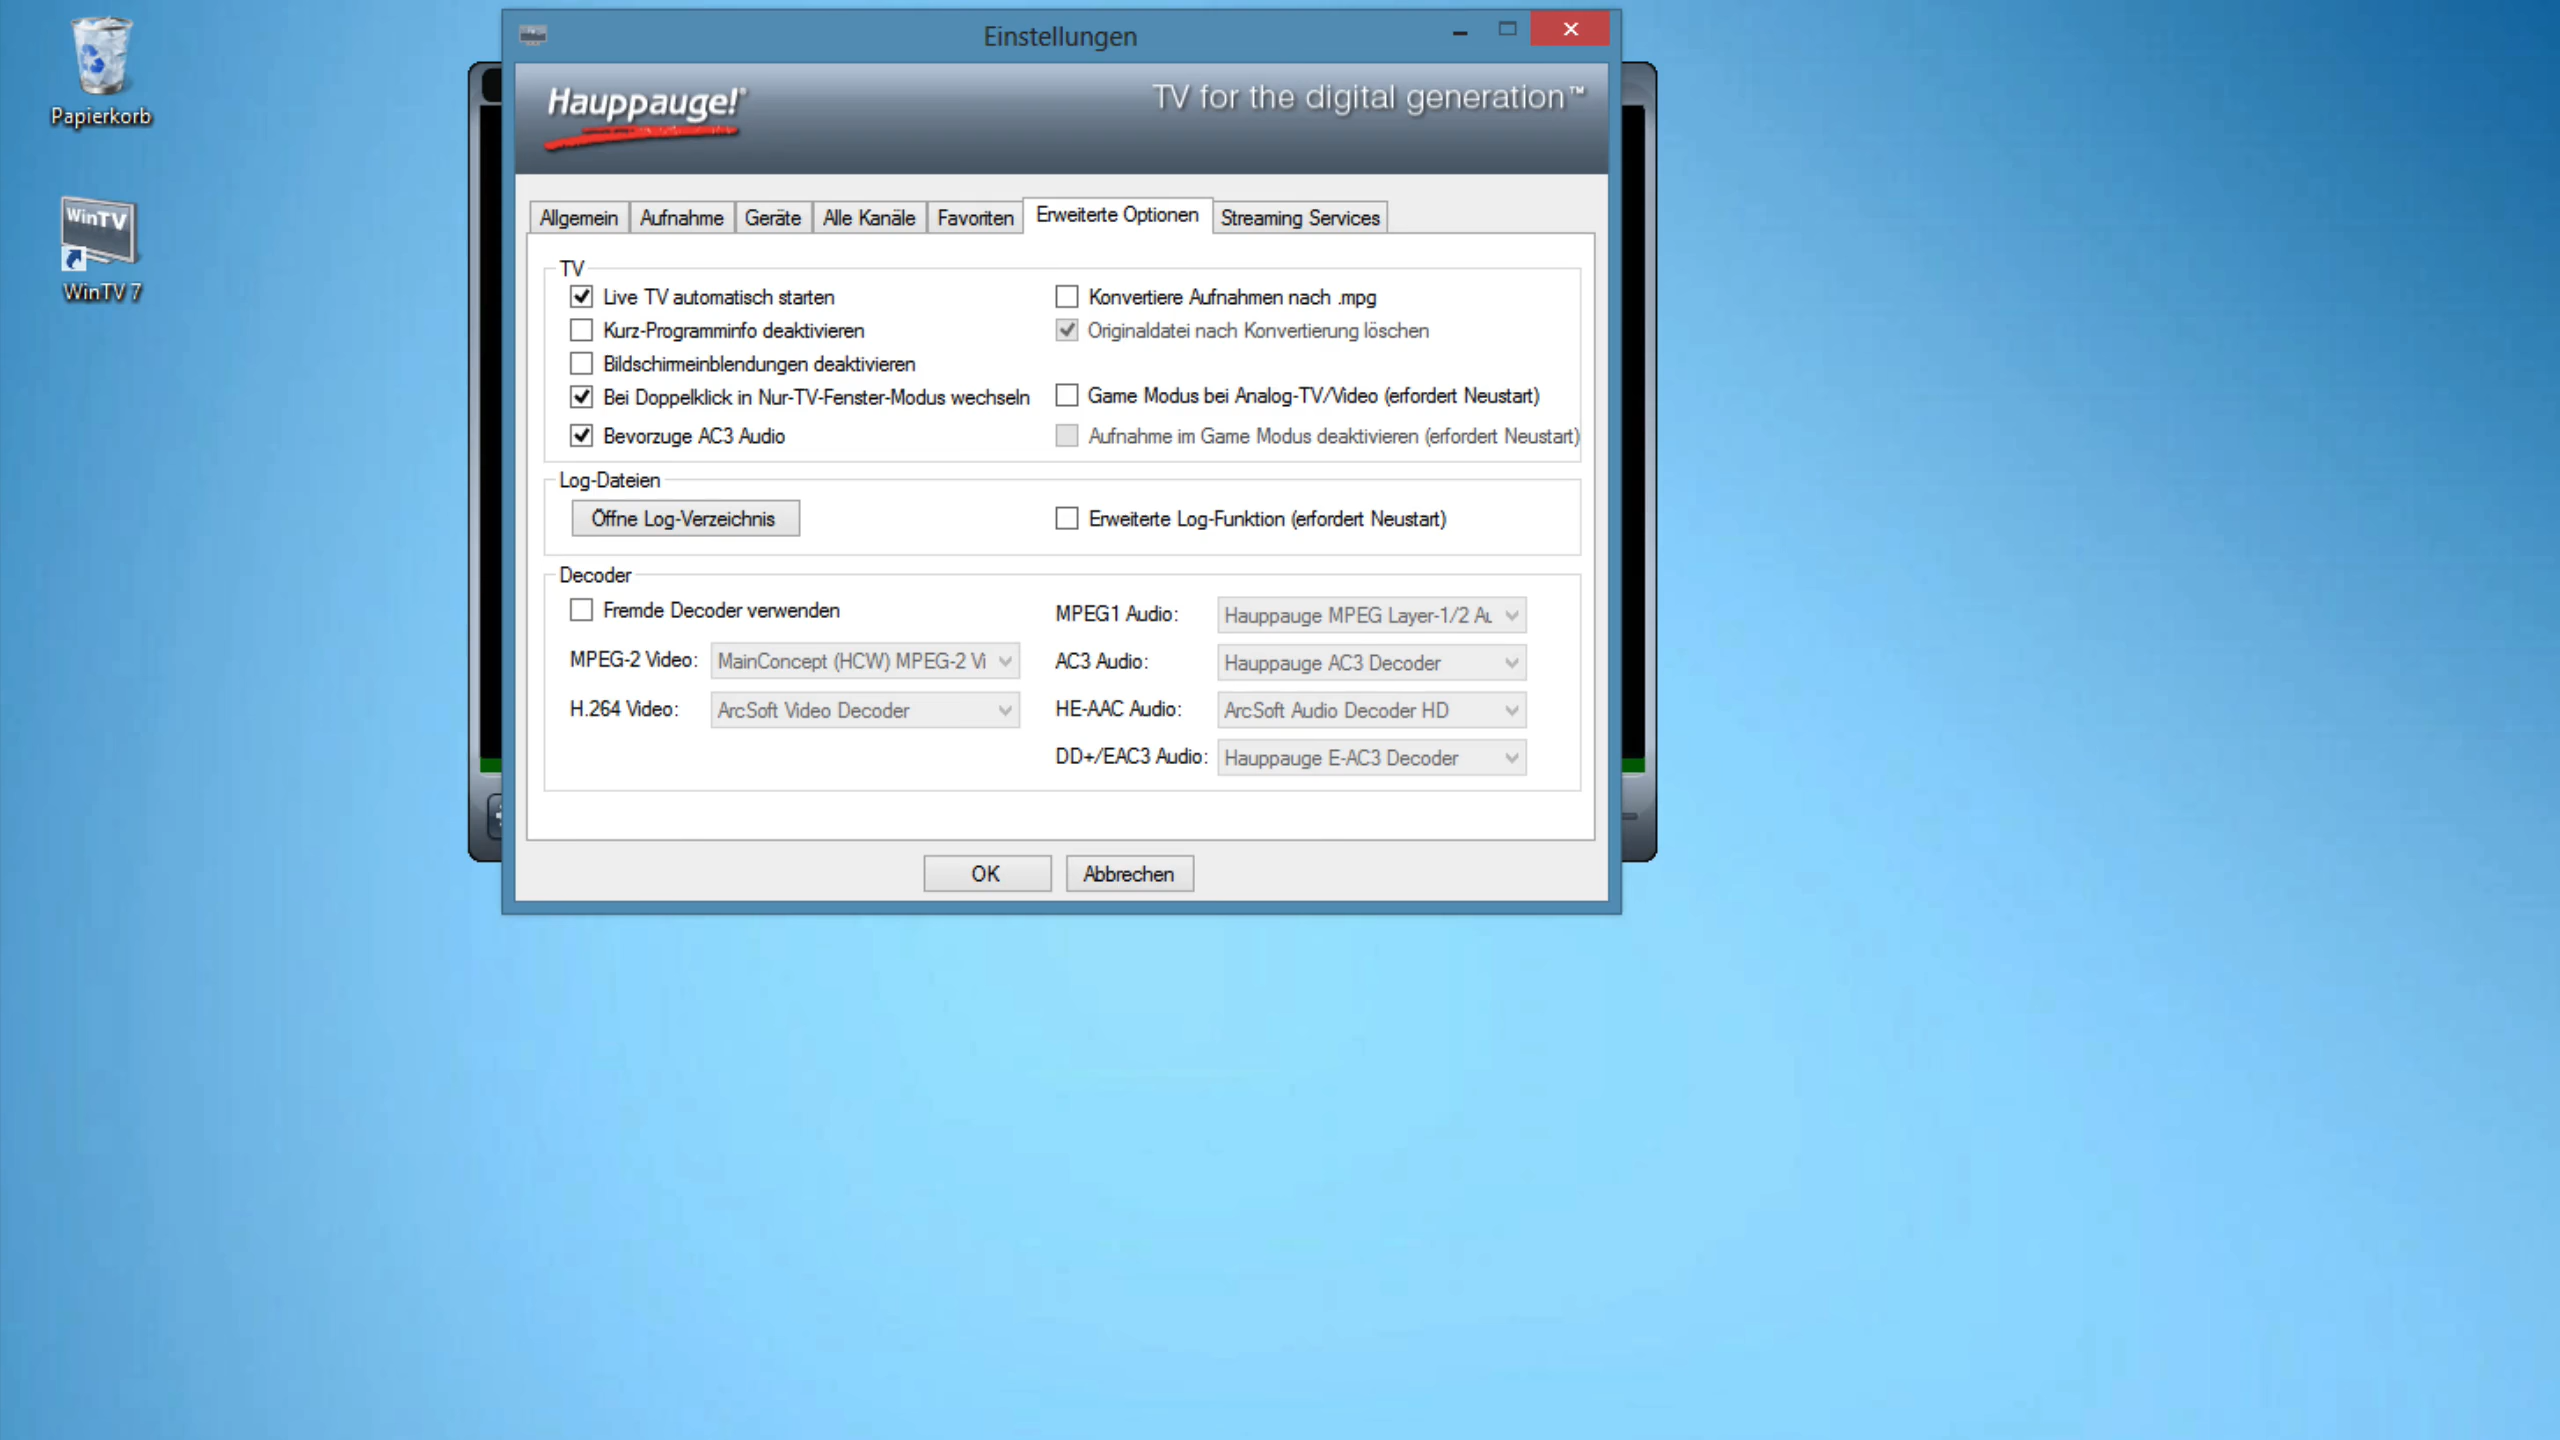 Papierkorb
WinTV
WinTV 7
Einstellungen
Hauppauge!®
TV for the digital generation™
Allgemein
Aufnahme
Geräte
Alle Kanäle
Favoriten
Erweiterte Optionen
Streaming Services
TV
Live TV automatisch starten
Konvertiere Aufnahmen nach .mpg
Kurz-Programminfo deaktivieren
Originaldatei nach Konvertierung löschen
Bildschirmeinblendungen deaktivieren
Bei Doppelklick in Nur-TV-Fenster-Modus wechseln
Game Modus bei Analog-TV/Video (erfordert Neustart)
Bevorzuge AC3 Audio
Aufnahme im Game Modus deaktivieren (erfordert Neustart)
Log-Dateien
Öffne Log-Verzeichnis
Erweiterte Log-Funktion (erfordert Neustart)
Decoder
Fremde Decoder verwenden
MPEG-2 Video: MainConcept (HCW) MPEG-2 Vi
H.264 Video: ArcSoft Video Decoder
MPEG1 Audio: Hauppauge MPEG Layer-1/2 Au
AC3 Audio: Hauppauge AC3 Decoder
HE-AAC Audio: ArcSoft Audio Decoder HD
DD+/EAC3 Audio: Hauppauge E-AC3 Decoder
OK
Abbrechen